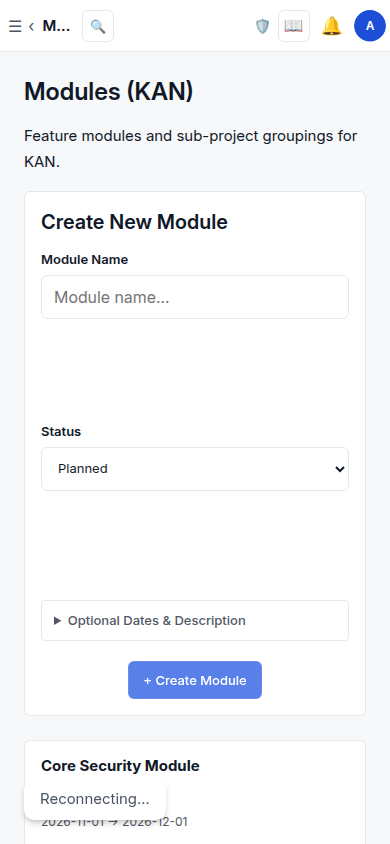 M...
A
Modules (KAN)
Feature modules and sub-project groupings for
KAN.
Create New Module
Module Name
Module name...
Status
Planned
Optional Dates & Description
+ Create Module
Core Security Module
Reconnecting...
2026-11-01 → 2026-12-01